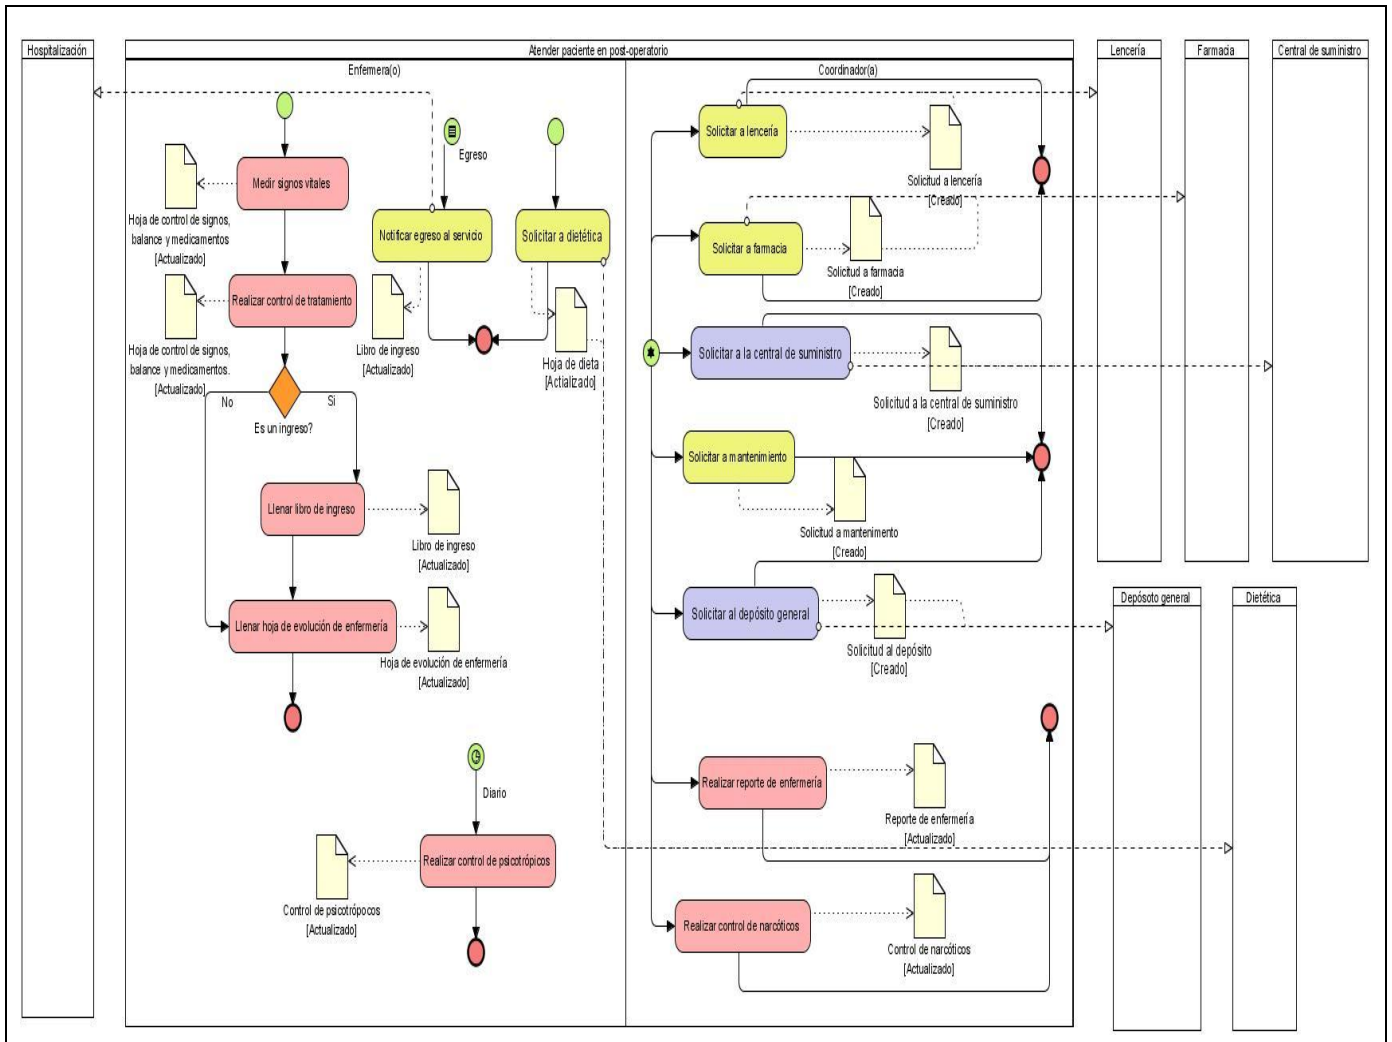 Hospitalización
Atender paciente en post-operatorio
Lencería
Farmacia
Central de suministro
Enfermera(o)
Coordinador(a)
Egreso
Medir signos vitales
Hoja de control de signos,
balance y medicamentos
[Actualizado]
Notificar egreso al servicio
Solicitar a dietética
Realizar control de tratamiento
Hoja de control de signos,
balance y medicamentos.
[Actualizado]
Libro de ingreso
[Actualizado]
Hoja de dieta
[Actializado]
No
Si
Es un ingreso?
Llenar libro de ingreso
Libro de ingreso
[Actualizado]
Llenar hoja de evolución de enfermería
Hoja de evolución de enfermería
[Actualizado]
Diario
Realizar control de psicotrópicos
Control de psicotrópocos
[Actualizado]
Solicitar a lencería
Solicitud a lencería
[Creado]
Solicitar a farmacia
Solicitud a farmacia
[Creado]
Solicitar a la central de suministro
Solicitud a la central de suministro
[Creado]
Solicitar a mantenimiento
Solicitud a mantenimento
[Creado]
Solicitar al depósito general
Solicitud al depósito
[Creado]
Depósoto general
Dietética
Realizar reporte de enfermería
Reporte de enfermería
[Actualizado]
Realizar control de narcóticos
Control de narcóticos
[Actualizado]